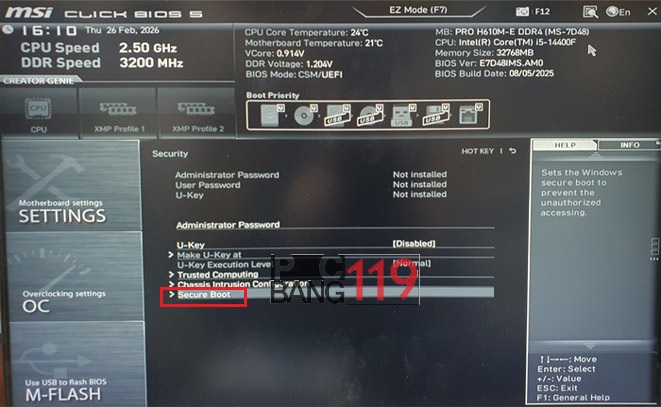 msi CLICK BIOS 5
EZ Mode (F7)
F12
En
16:10 Thu 26 Feb, 2026
CPU Speed 2.50 GHz
DDR Speed 3200 MHz
CPU Core Temperature: 24°C
Motherboard Temperature: 21°C
VCore: 0.914V
DDR Voltage: 1.204V
BIOS Mode: CSM/UEFI
MB: PRO H610M-E DDR4 (MS-7D48)
CPU: Intel(R) Core(TM) i5-14400F
Memory Size: 32768MB
BIOS Ver: E7D48IMS.AM0
BIOS Build Date: 08/05/2025
CREATOR GENIE
CPU
XMP Profile 1
XMP Profile 2
Boot Priority
USB
USB
USB
USB
Motherboard settings
SETTINGS
Overclocking settings
OC
Use USB to flash BIOS
M-FLASH
Security
HOT KEY
Administrator Password Not installed
User Password Not installed
U-Key Not installed
Administrator Password
U-Key [Disabled]
> Make U-Key at
U-Key Execution Level [Normal]
> Trusted Computing
> Chassis Intrusion Configuration
> Secure Boot
PC
BANG 119
HELP
INFO
Sets the Windows
secure boot to
prevent the
unauthorized
accessing.
↑↓→←: Move
Enter: Select
+/-: Value
ESC: Exit
F1: General Help